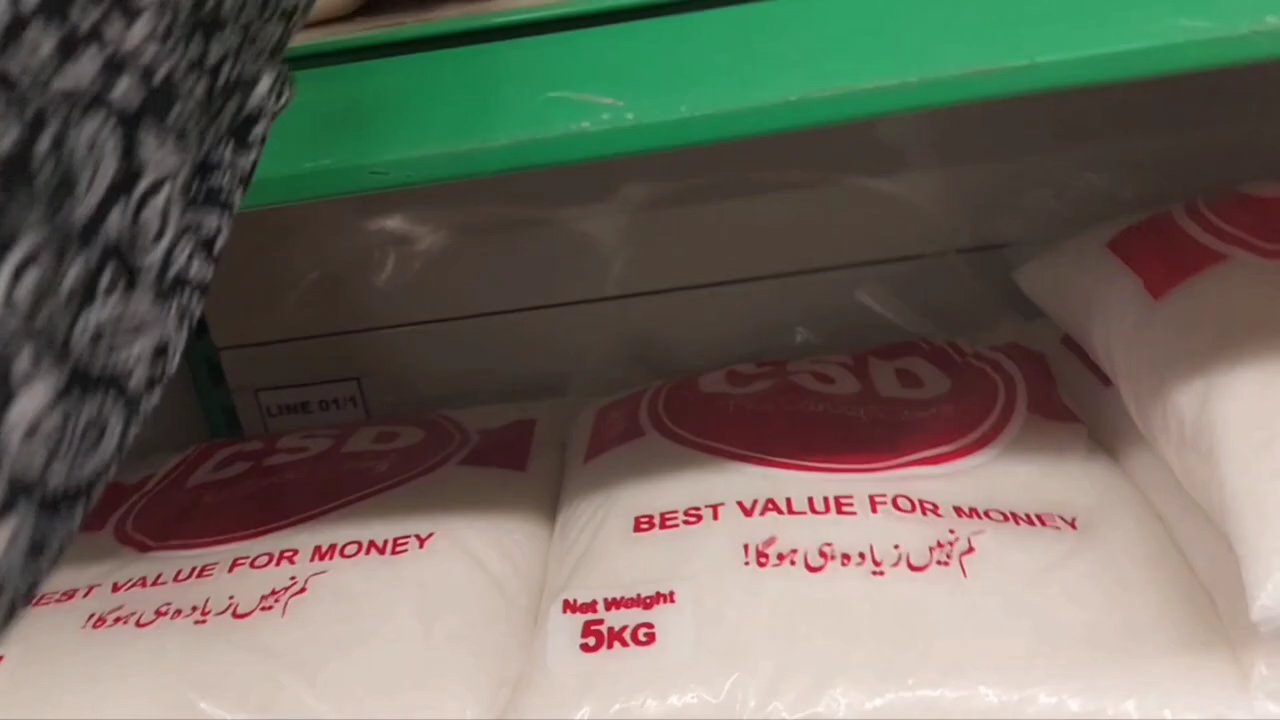 LINE 01/1
CSD
EST VALUE FOR MONEY
کم نہیں زیادہ ہی ہوگا!
CSD
BEST VALUE FOR MONEY
کم نہیں زیادہ ہی ہوگا!
Net Weight
5KG